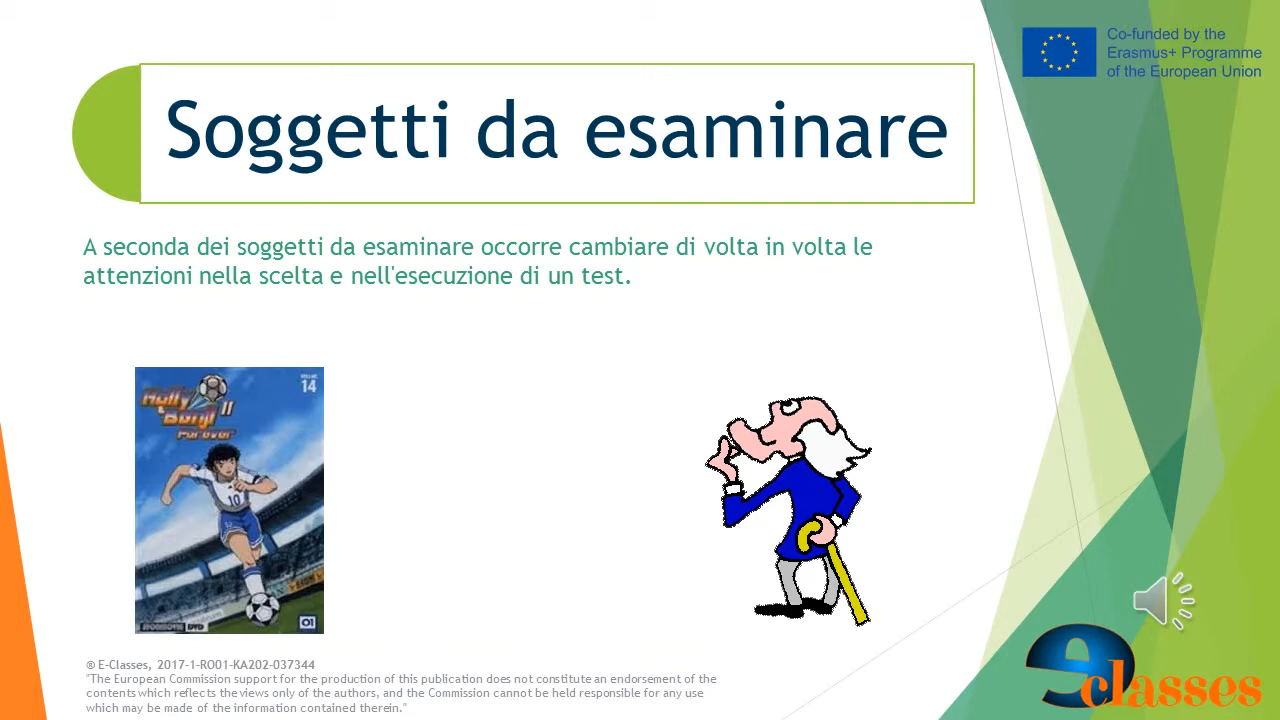 Co-funded by the
Erasmus+ Programme
of the European Union
Soggetti da esaminare
A seconda dei soggetti da esaminare occorre cambiare di volta in volta le
attenzioni nella scelta e nell'esecuzione di un test.
14
Holly
& Benji II
Forever
10
01
® E-Classes, 2017-1-RO01-KA202-037344
"The European Commission support for the production of this publication does not constitute an endorsement of the
contents which reflects the views only of the authors, and the Commission cannot be held responsible for any use
which may be made of the information contained therein."
eclasses